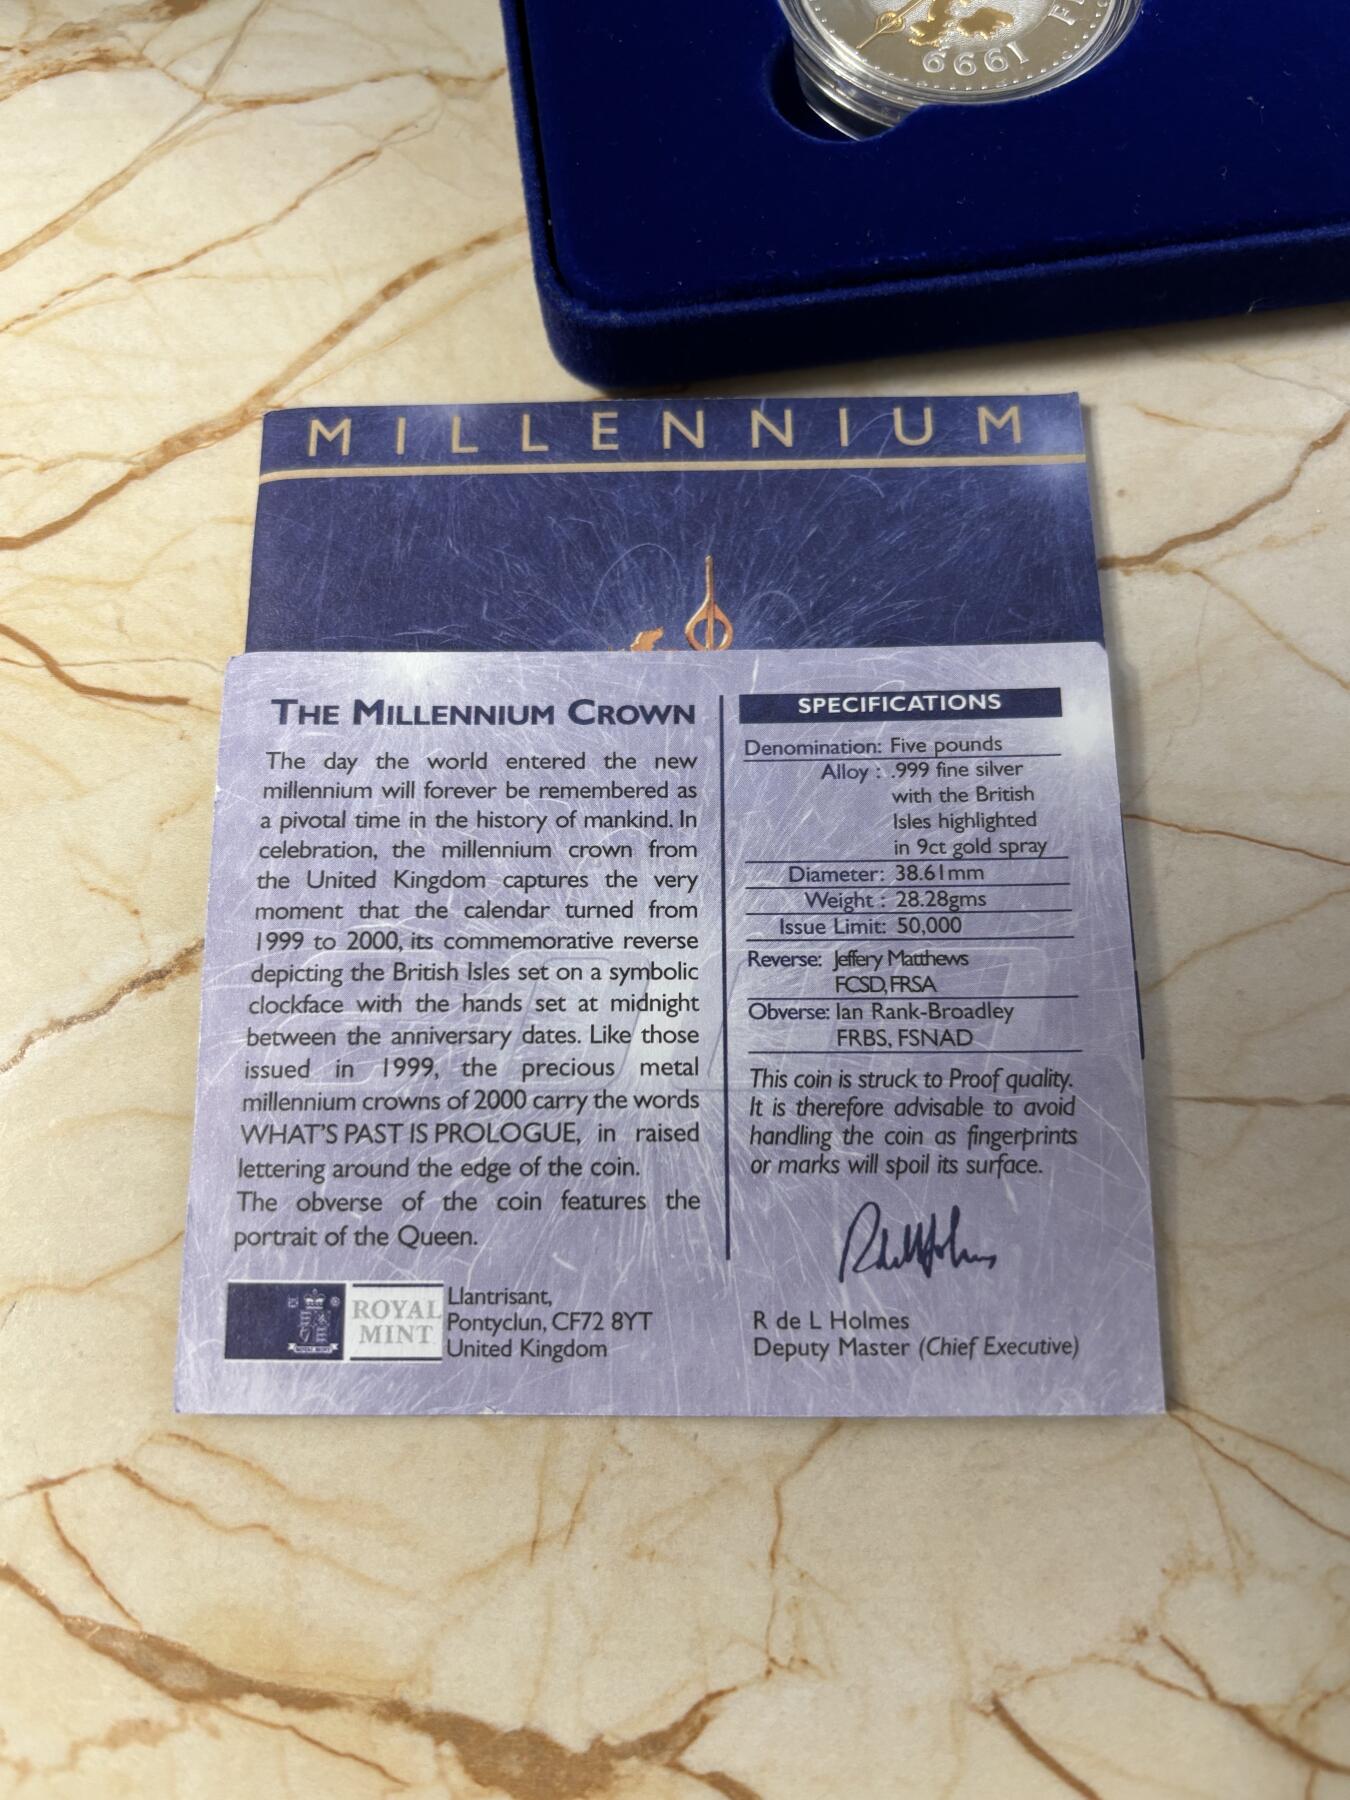 FI
1999
MILLENNIUM
THE MILLENNIUM CROWN
The day the world entered the new
millennium will forever be remembered as
a pivotal time in the history of mankind. In
celebration, the millennium crown from
the United Kingdom captures the very
moment that the calendar turned from
1999 to 2000, its commemorative reverse
depicting the British Isles set on a symbolic
clockface with the hands set at midnight
between the anniversary dates. Like those
issued in 1999, the precious metal
millennium crowns of 2000 carry the words
WHAT'S PAST IS PROLOGUE, in raised
lettering around the edge of the coin.
The obverse of the coin features the
portrait of the Queen.
ROYAL
MINT
Llantrisant,
Pontyclun, CF72 8YT
United Kingdom
SPECIFICATIONS
Denomination: Five pounds
Alloy : .999 fine silver
with the British
Isles highlighted
in 9ct gold spray
Diameter: 38.61mm
Weight : 28.28gms
Issue Limit: 50,000
Reverse: Jeffery Matthews
FCSD, FRSA
Obverse: Ian Rank-Broadley
FRBS, FSNAD
This coin is struck to Proof quality.
It is therefore advisable to avoid
handling the coin as fingerprints
or marks will spoil its surface.
R de L Holmes
Deputy Master (Chief Executive)